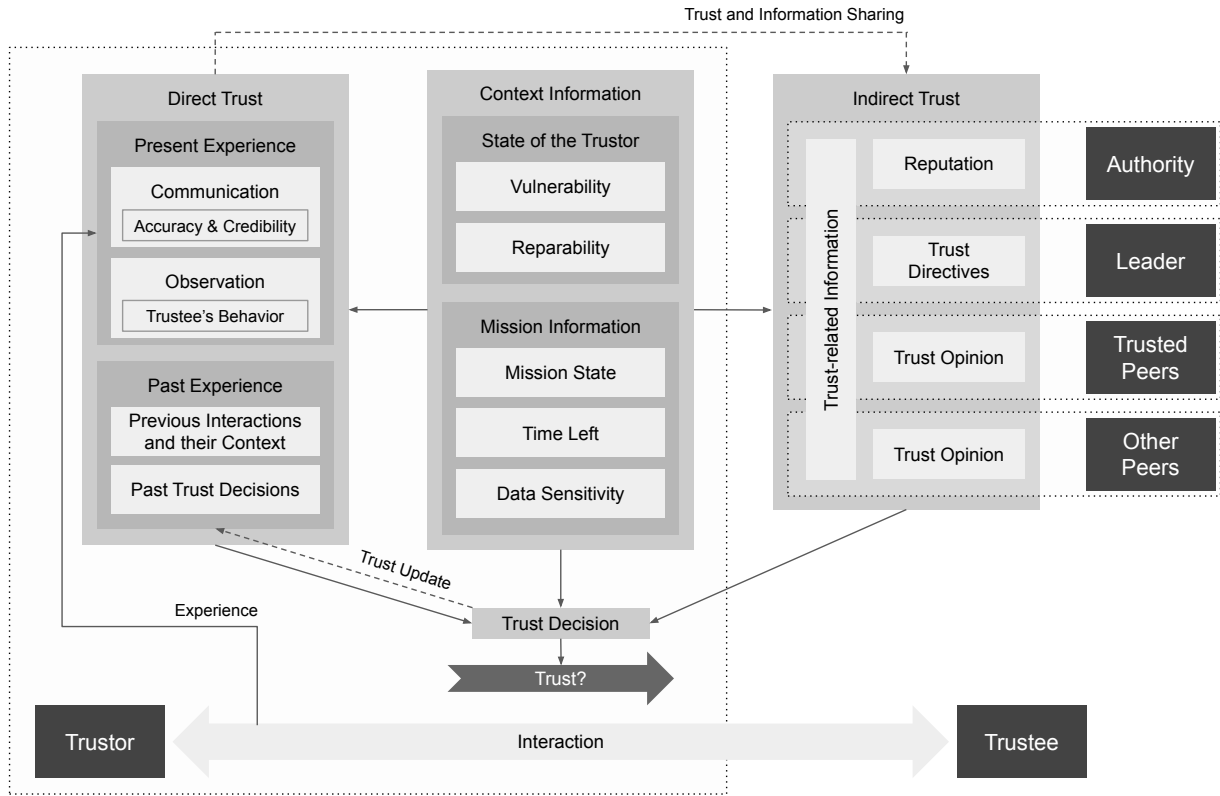 Trust and Information Sharing
Direct Trust
Present Experience
Communication
Accuracy & Credibility
Observation
Trustee's Behavior
Past Experience
Previous Interactions
and their Context
Past Trust Decisions
Context Information
State of the Trustor
Vulnerability
Reparability
Mission Information
Mission State
Time Left
Data Sensitivity
Indirect Trust
Trust-related Information
Reputation
Authority
Trust
Directives
Leader
Trust Opinion
Trusted
Peers
Trust Opinion
Other
Peers
Trust Update
Experience
Trust Decision
Trust?
Trustor
Interaction
Trustee